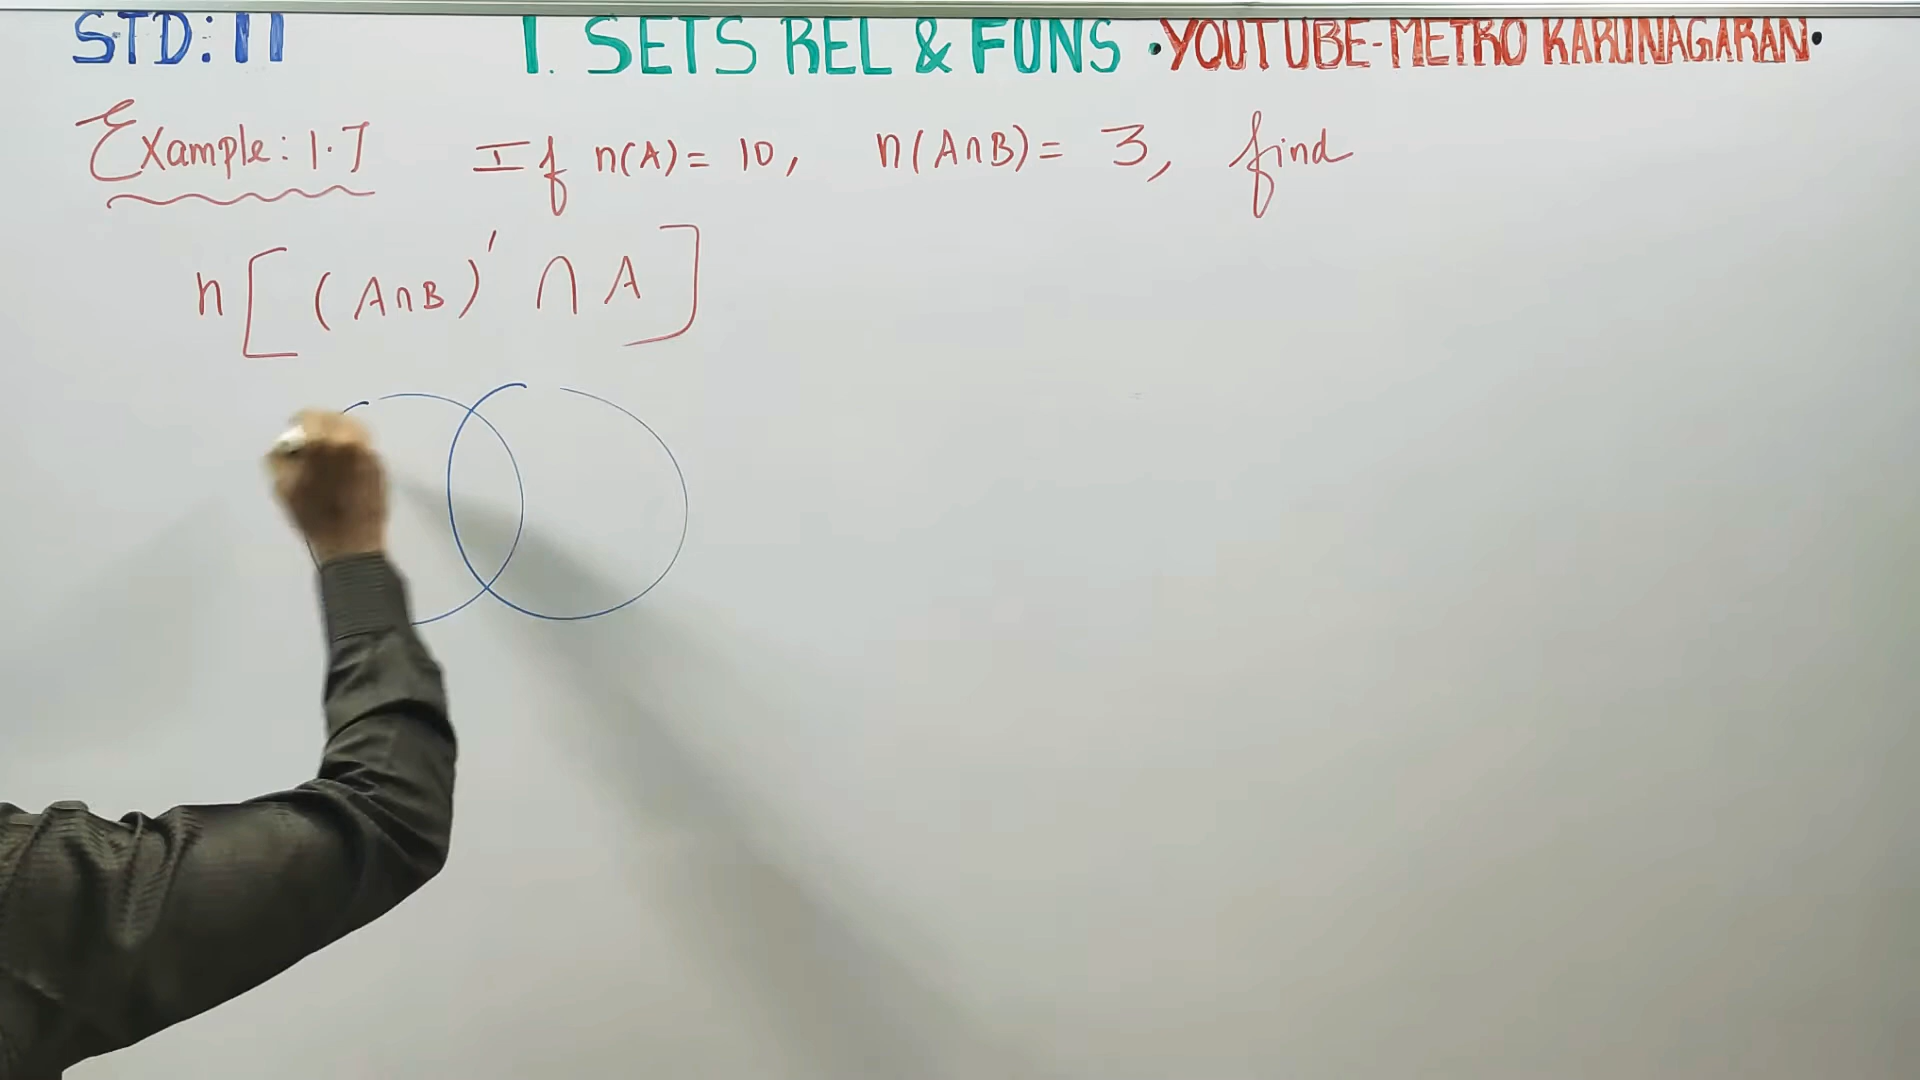 STD: 11 1. SETS REL & FUNS •YOUTUBE-METRO KARUNAGARAN•
Example: 1.7 If n(A) = 10, n(A∩B) = 3, find
n[(A∩B)′ ∩ A]